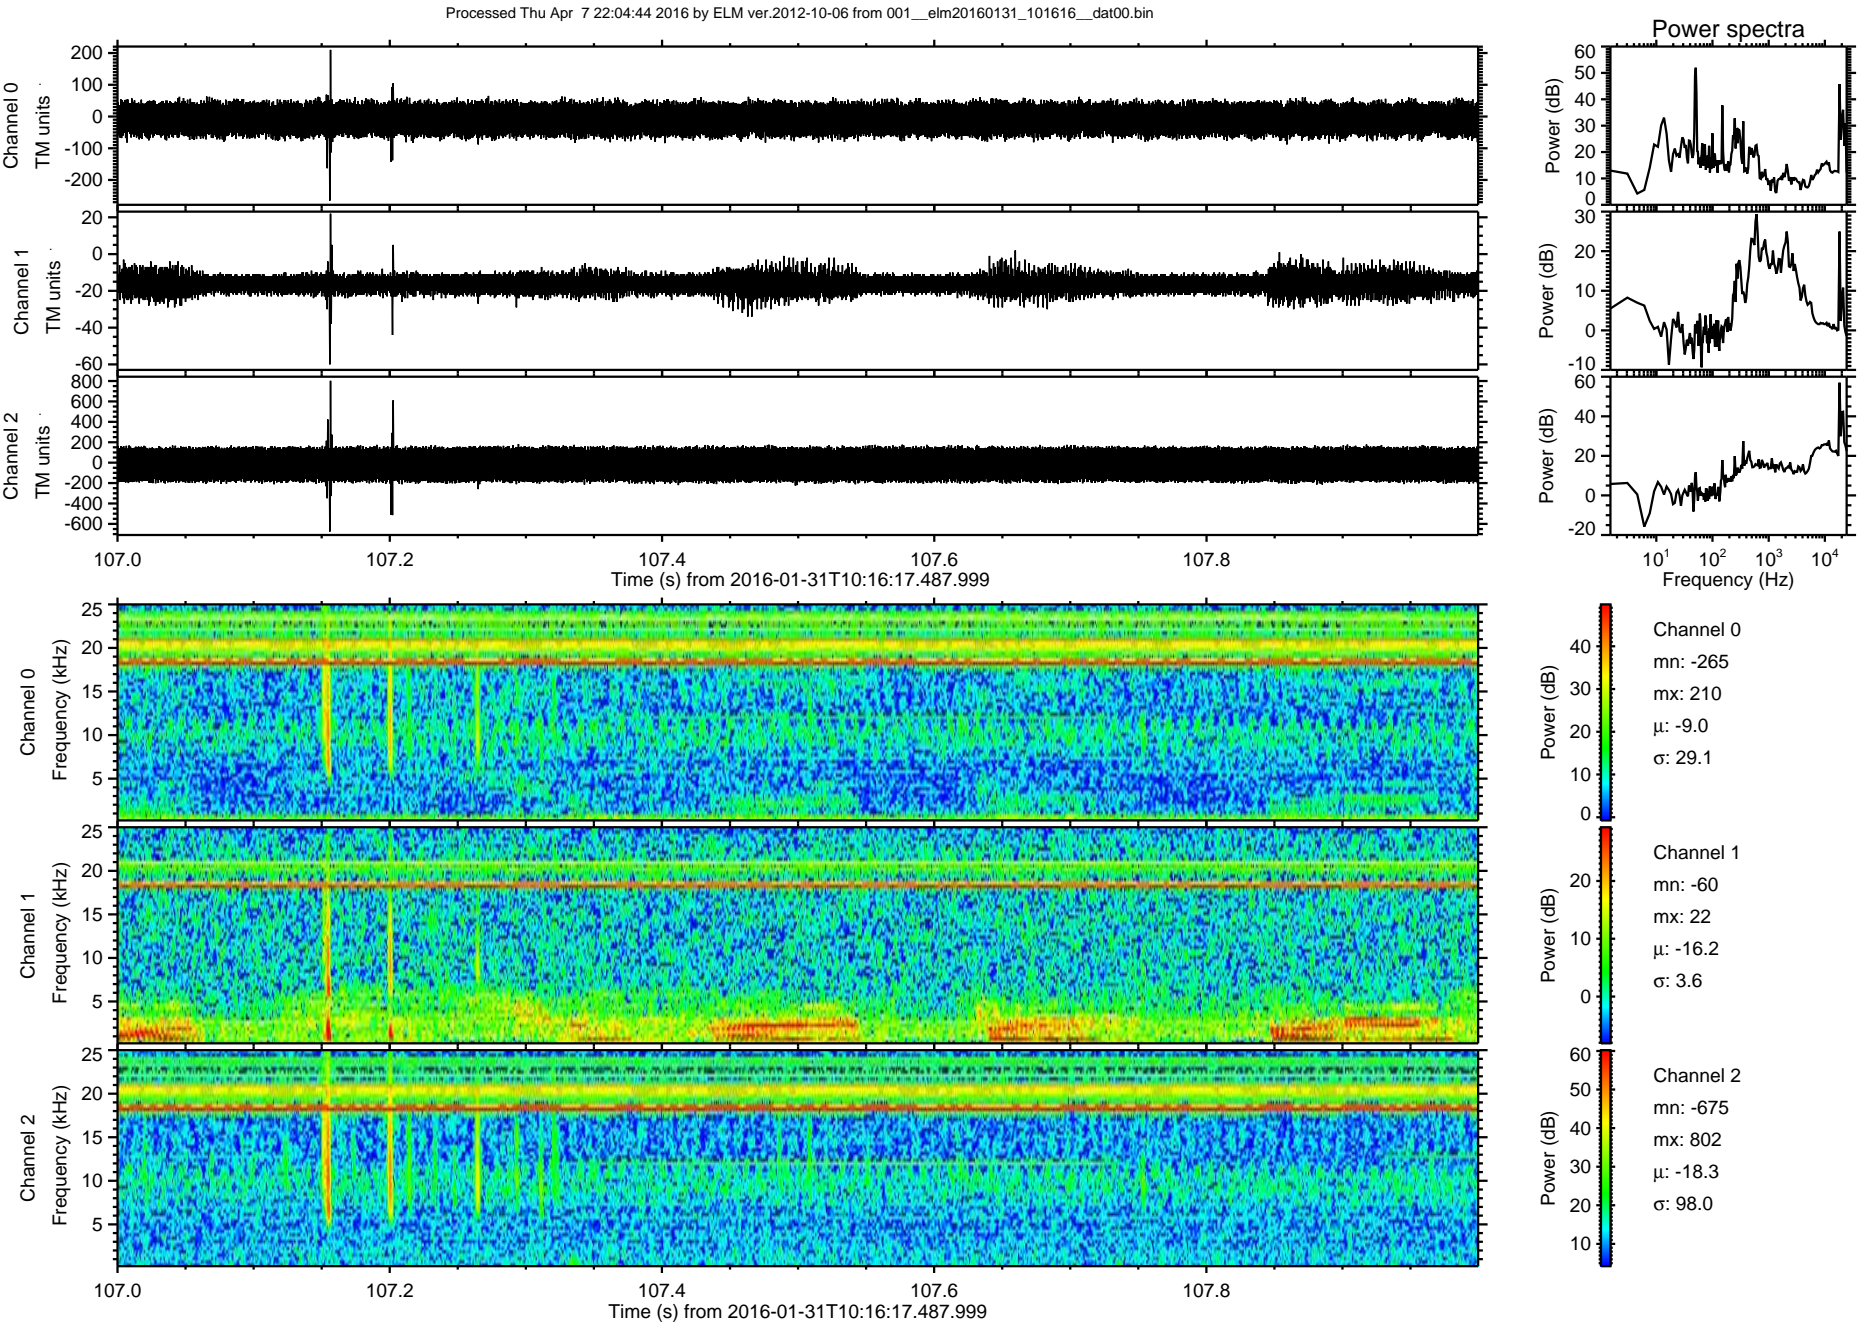 Processed Thu Apr  7 22:04:44 2016 by ELM ver.2012-10-06 from 001__elm20160131_101616__dat00.bin
Power spectra
Channel 0
TM units
200
100
0
-100
-200
Power (dB)
60
50
40
30
20
10
0
Channel 1
TM units
20
0
-20
-40
-60
Power (dB)
30
20
10
0
-10
Channel 2
TM units
800
600
400
200
0
-200
-400
-600
Power (dB)
60
40
20
0
-20
107.0 107.2 107.4 107.6 107.8
Time (s) from 2016-01-31T10:16:17.487.999
10¹ 10² 10³ 10⁴
Frequency (Hz)
Channel 0
Frequency (kHz)
25
20
15
10
5
Power (dB)
40
30
20
10
0
Channel 0
mn: -265
mx: 210
μ: -9.0
σ: 29.1
Channel 1
Frequency (kHz)
25
20
15
10
5
Power (dB)
20
10
0
Channel 1
mn: -60
mx: 22
μ: -16.2
σ: 3.6
Channel 2
Frequency (kHz)
25
20
15
10
5
Power (dB)
60
50
40
30
20
10
Channel 2
mn: -675
mx: 802
μ: -18.3
σ: 98.0
107.0 107.2 107.4 107.6 107.8
Time (s) from 2016-01-31T10:16:17.487.999